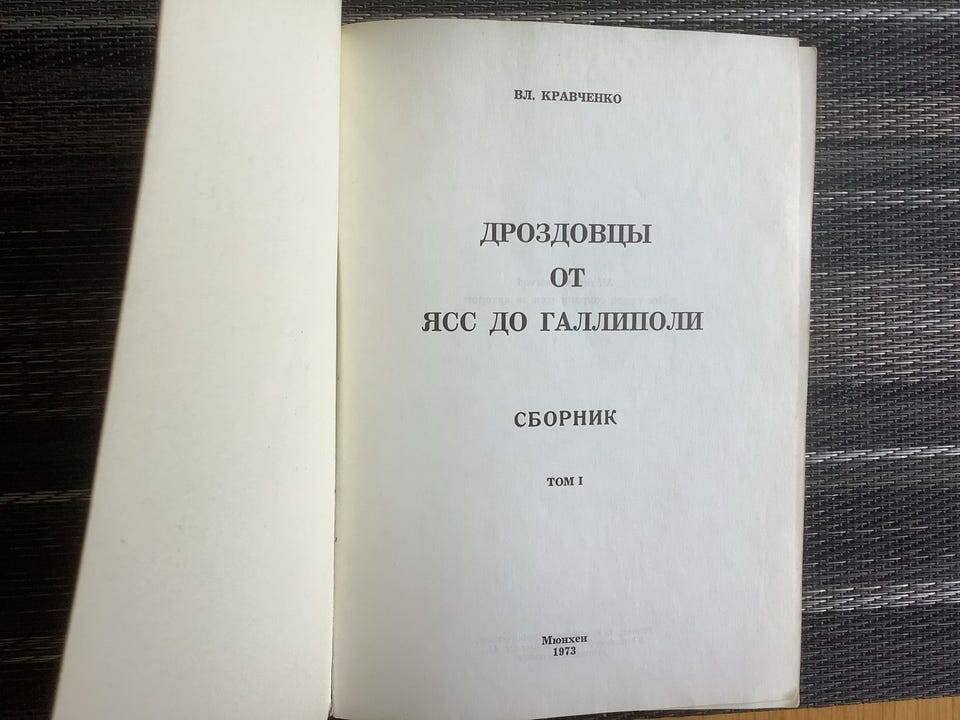 ВЛ. КРАВЧЕНКО
ДРОЗДОВЦЫ
ОТ
ЯСС ДО ГАЛЛИПОЛИ
СБОРНИК
ТОМ I
Мюнхен
1973